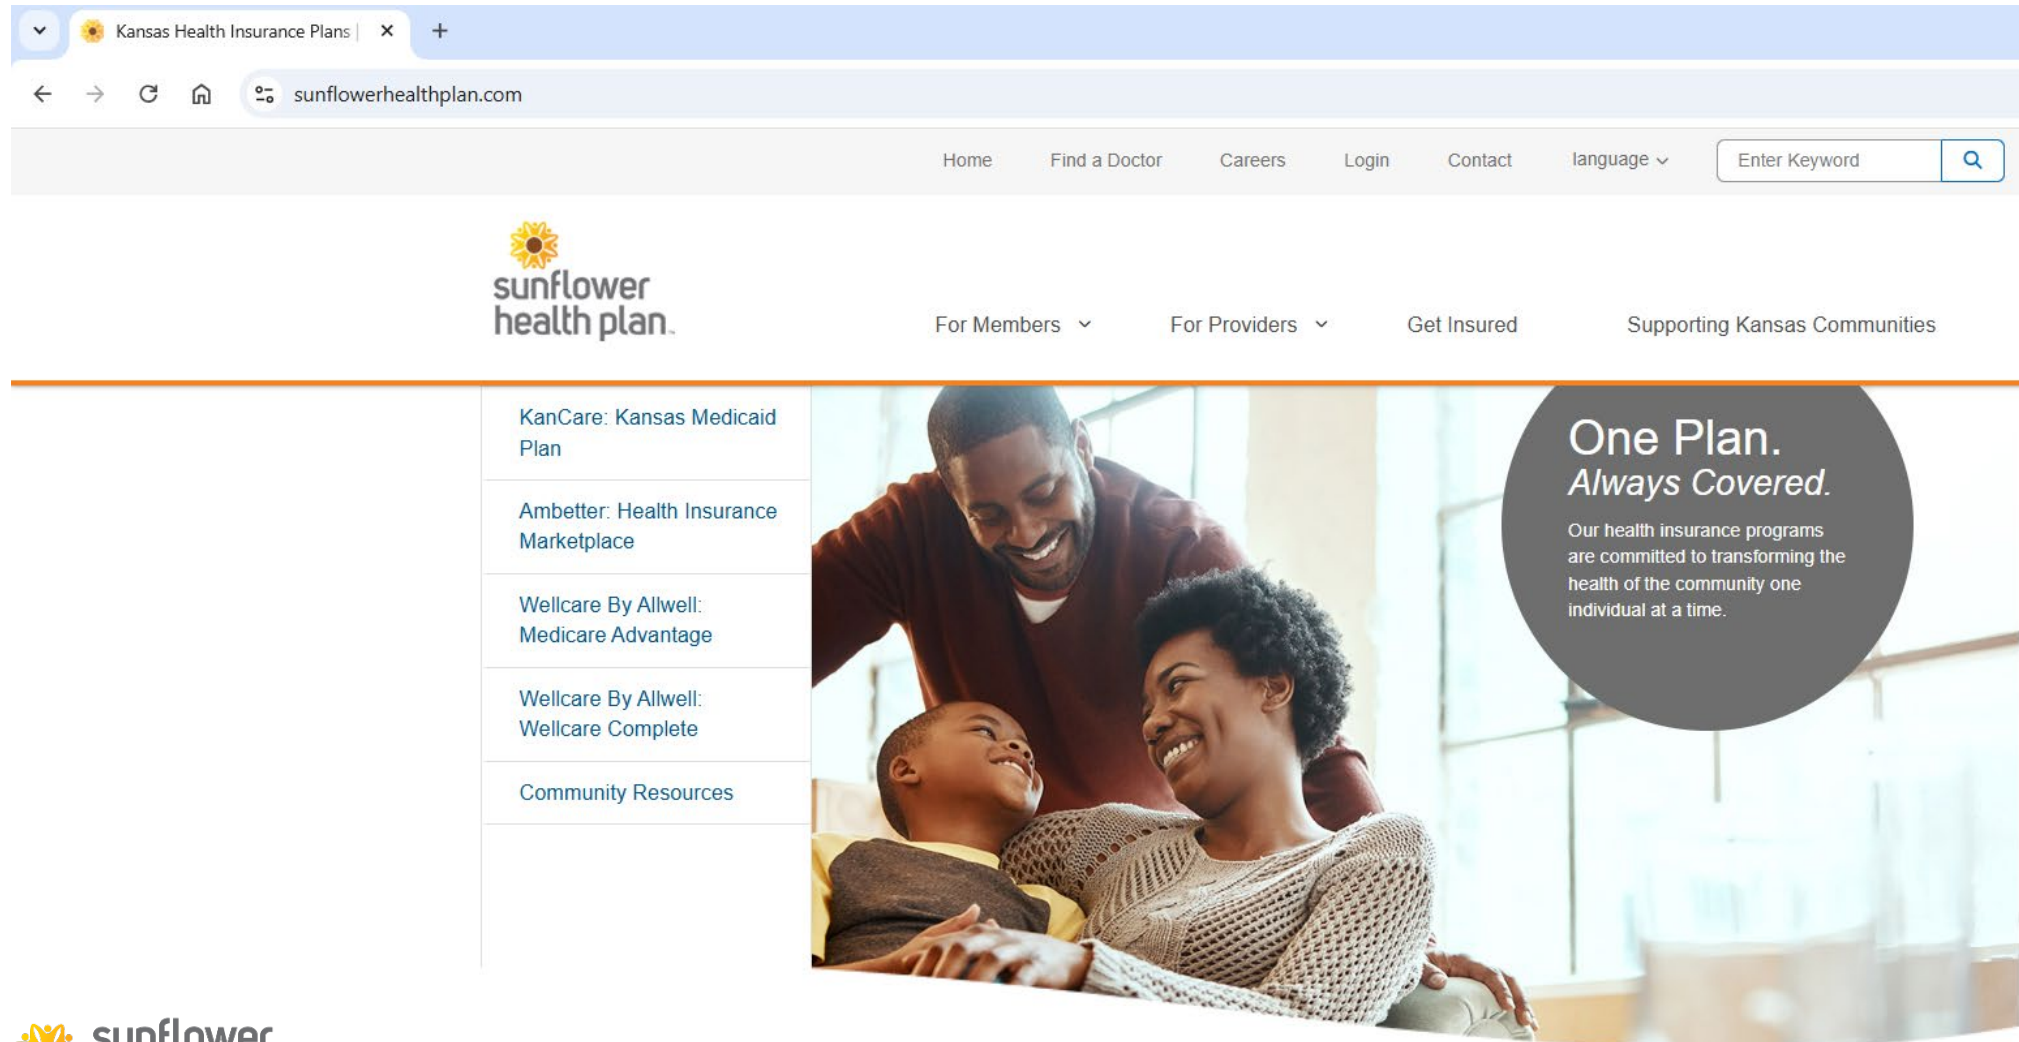 Kansas Health Insurance Plans |
sunflowerhealthplan.com
Home Find a Doctor Careers Login Contact language Enter Keyword
sunflower
health plan™
For Members For Providers Get Insured Supporting Kansas Communities
KanCare: Kansas Medicaid
Plan
Ambetter: Health Insurance
Marketplace
Wellcare By Allwell:
Medicare Advantage
Wellcare By Allwell:
Wellcare Complete
Community Resources
One Plan.
Always Covered.
Our health insurance programs
are committed to transforming the
health of the community one
individual at a time.
sunflower